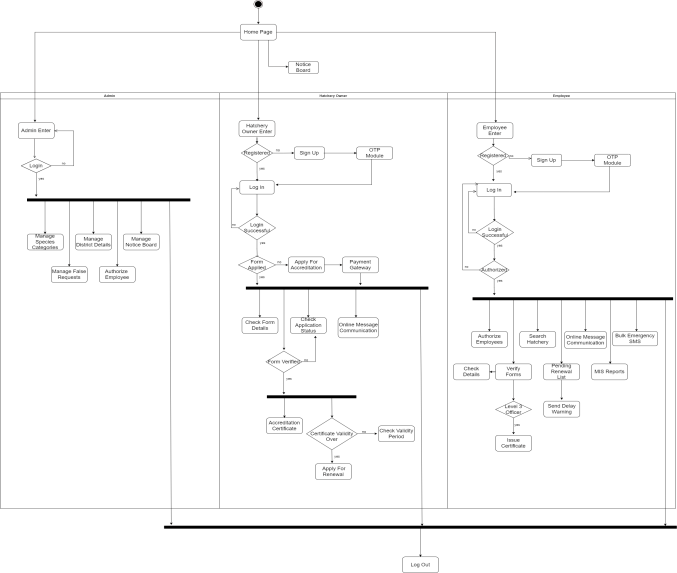 Home Page
Notice
Board
Admin
Hatchery Owner
Employee
Admin Enter
Hatchery
Owner Enter
Employee
Enter
Login
no
yes
Registered
no
Sign Up
OTP
Module
yes
Registered
no
Sign Up
OTP
Module
yes
Log In
Log In
Login
Successful
no
yes
Login
Successful
no
yes
Form
Applied
no
Apply For
Accreditation
Payment
Gateway
yes
Authorized
no
yes
Manage
Species
Categories
Manage
District Details
Manage
Notice Board
Manage False
Requests
Authorize
Employee
Check Form
Details
Check
Application
Status
Online Message
Communication
Authorize
Employees
Search
Hatchery
Online Message
Communication
Bulk Emergency
SMS
Form Verified
no
yes
Check
Details
Verify
Forms
Pending
Renewal
List
MIS Reports
Level 3
Officer
yes
Send Delay
Warning
Issue
Certificate
Accreditation
Certificate
Certificate Validity
Over
no
Check Validity
Period
yes
Apply For
Renewal
Log Out